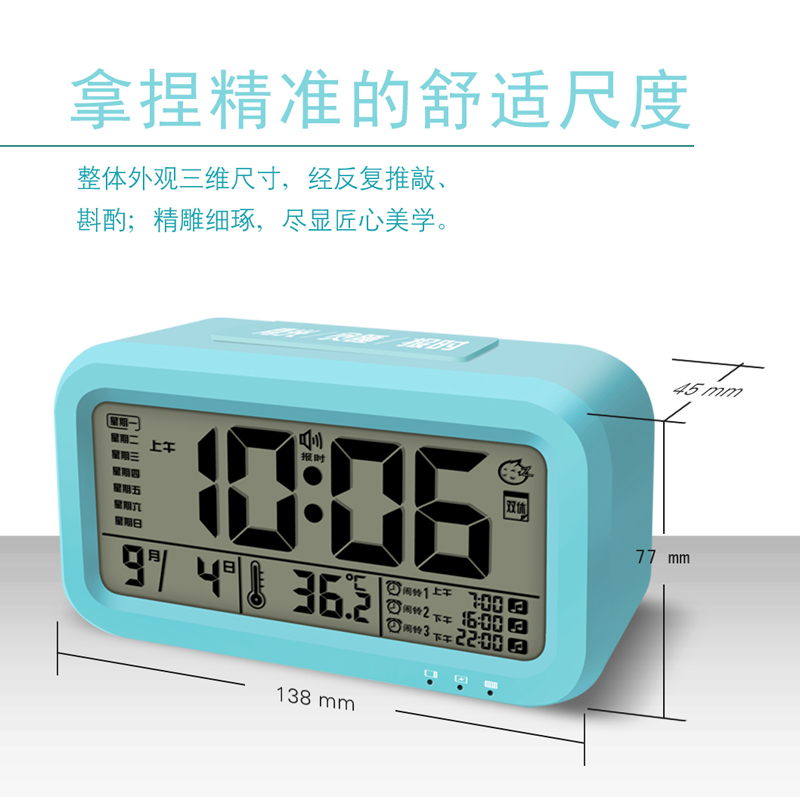 拿捏精准的舒适尺度
整体外观三维尺寸，经反复推敲、
斟酌；精雕细琢，尽显匠心美学。
45 mm
星期一
星期二
星期三
星期四
星期五
星期六
星期日
上午
10:06
报时
双休
9月/ 4日
36.2℃
闹铃1 上午 7:00
闹铃2 下午 16:00
闹铃3 下午 22:00
77 mm
138 mm